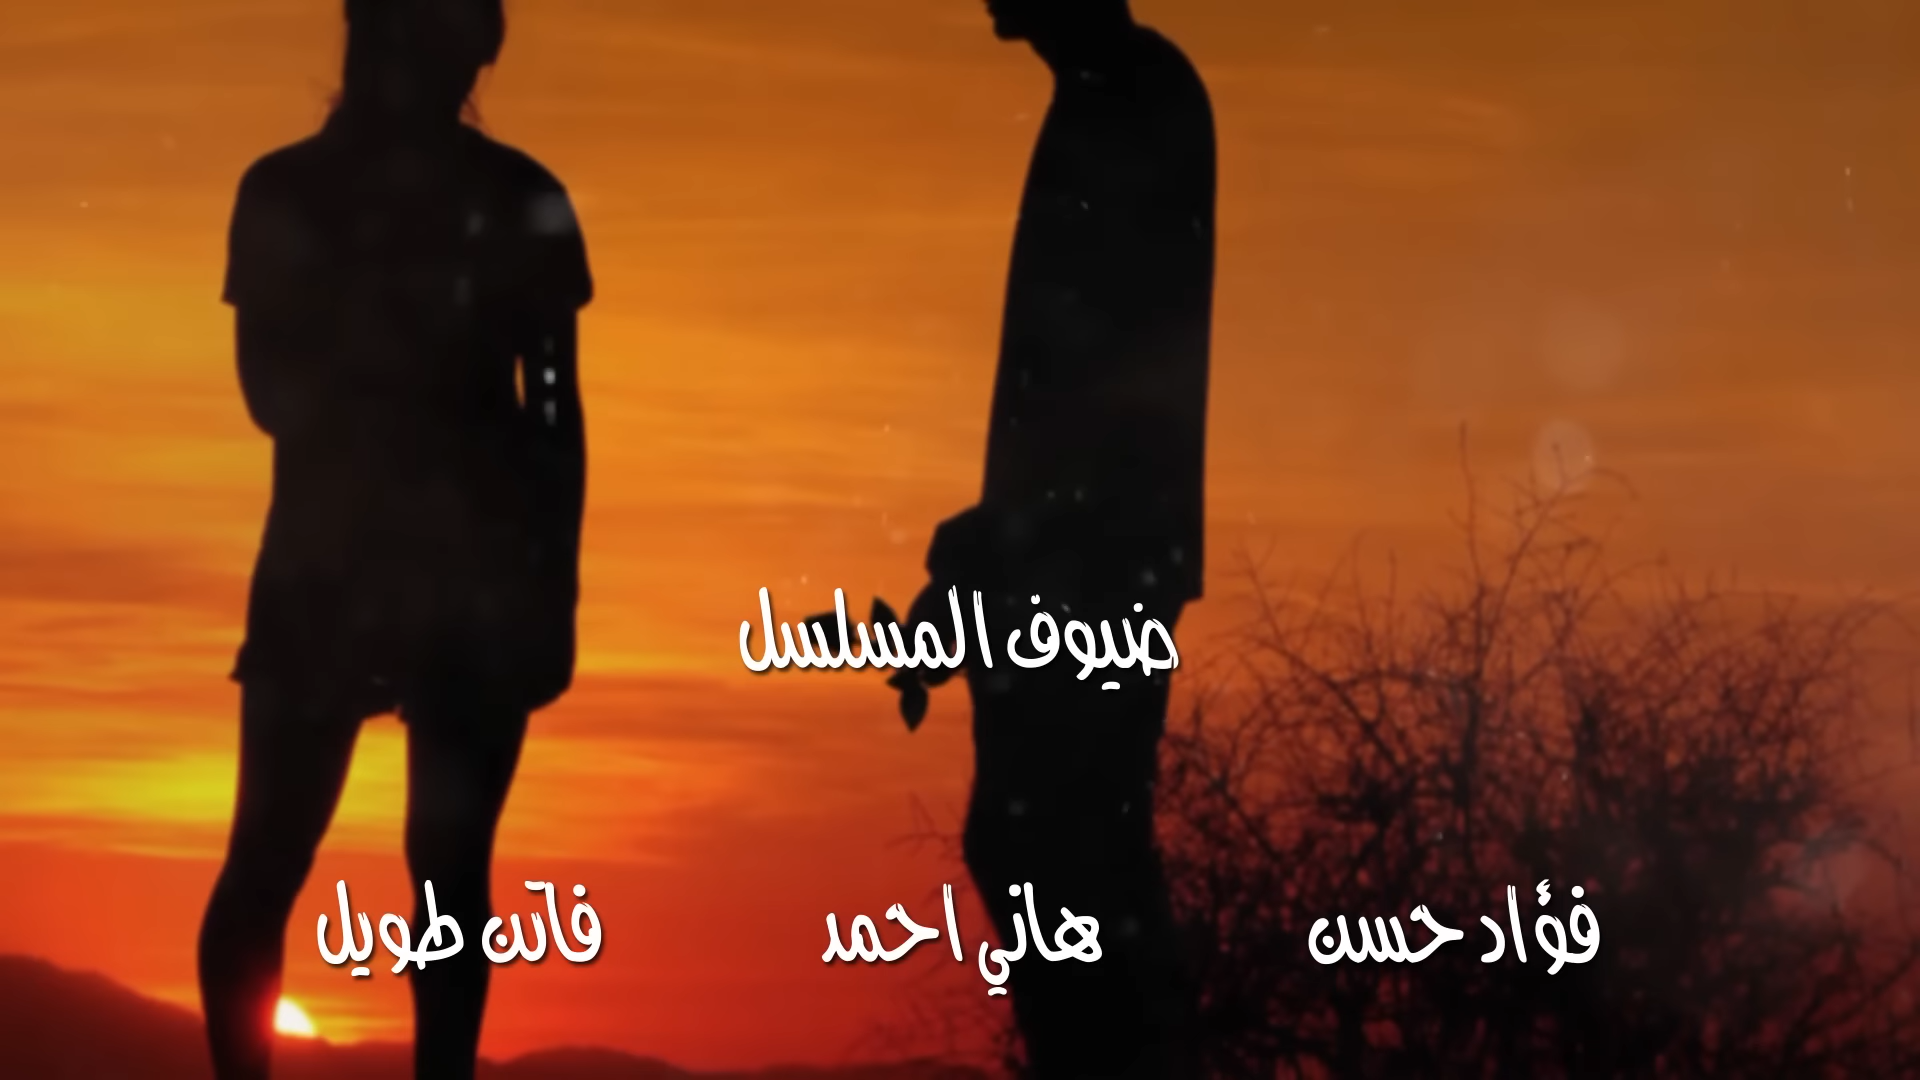 ضيوف المسلسل
فؤاد حسن هاني احمد فاتن طويل